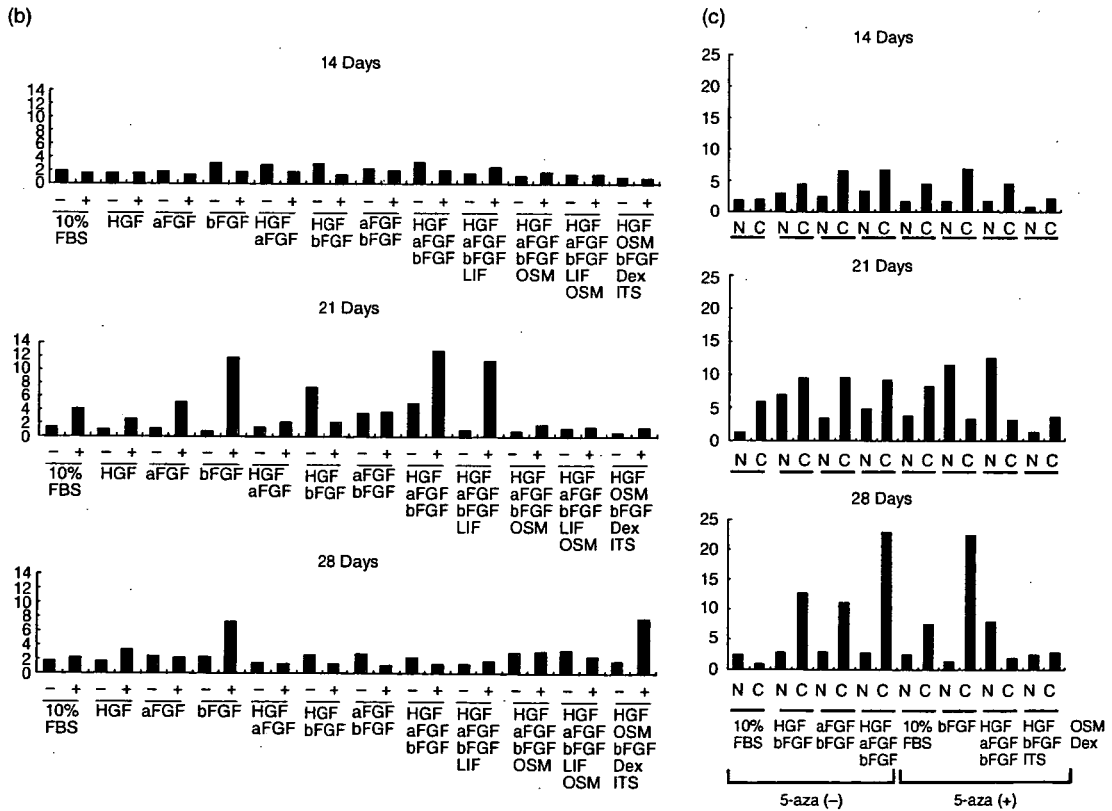 (b)
14 Days
14
12
10
8
6
4
2
0
– + – + – + – + – + – + – + – + – + – + – + – +
10% HGF aFGF bFGF HGF HGF aFGF HGF HGF HGF HGF HGF
FBS aFGF bFGF bFGF aFGF aFGF aFGF aFGF OSM
bFGF bFGF bFGF bFGF bFGF
LIF OSM LIF Dex
OSM ITS
21 Days
14
12
10
8
6
4
2
0
– + – + – + – + – + – + – + – + – + – + – + – +
10% HGF aFGF bFGF HGF HGF aFGF HGF HGF HGF HGF HGF
FBS aFGF bFGF bFGF aFGF aFGF aFGF aFGF OSM
bFGF bFGF bFGF bFGF bFGF
LIF OSM LIF Dex
OSM ITS
28 Days
14
12
10
8
6
4
2
0
– + – + – + – + – + – + – + – + – + – + – + – +
10% HGF aFGF bFGF HGF HGF aFGF HGF HGF HGF HGF HGF
FBS aFGF bFGF bFGF aFGF aFGF aFGF aFGF OSM
bFGF bFGF bFGF bFGF bFGF
LIF OSM LIF Dex
OSM ITS
(c)
14 Days
25
20
15
10
5
0
N C N C N C N C N C N C N C N C
21 Days
25
20
15
10
5
0
N C N C N C N C N C N C N C N C
28 Days
25
20
15
10
5
0
N C N C N C N C N C N C N C N C
10% HGF aFGF HGF 10% bFGF HGF HGF OSM
FBS bFGF bFGF aFGF FBS aFGF bFGF Dex
bFGF bFGF ITS
5-aza (–) 5-aza (+)